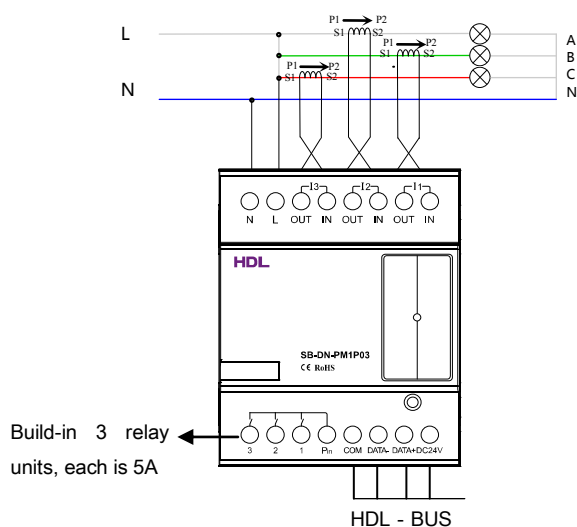 P1 P2
L S1 S2 P1 P2 A
P1 P2 S1 S2 B
S1 S2 C
N N
I3 I2 I1
N L OUT IN OUT IN OUT IN
HDL
SB-DN-PM1P03
CE RoHS
Build-in 3 relay
units, each is 5A
3 2 1 Pin COM DATA- DATA+ DC24V
HDL - BUS